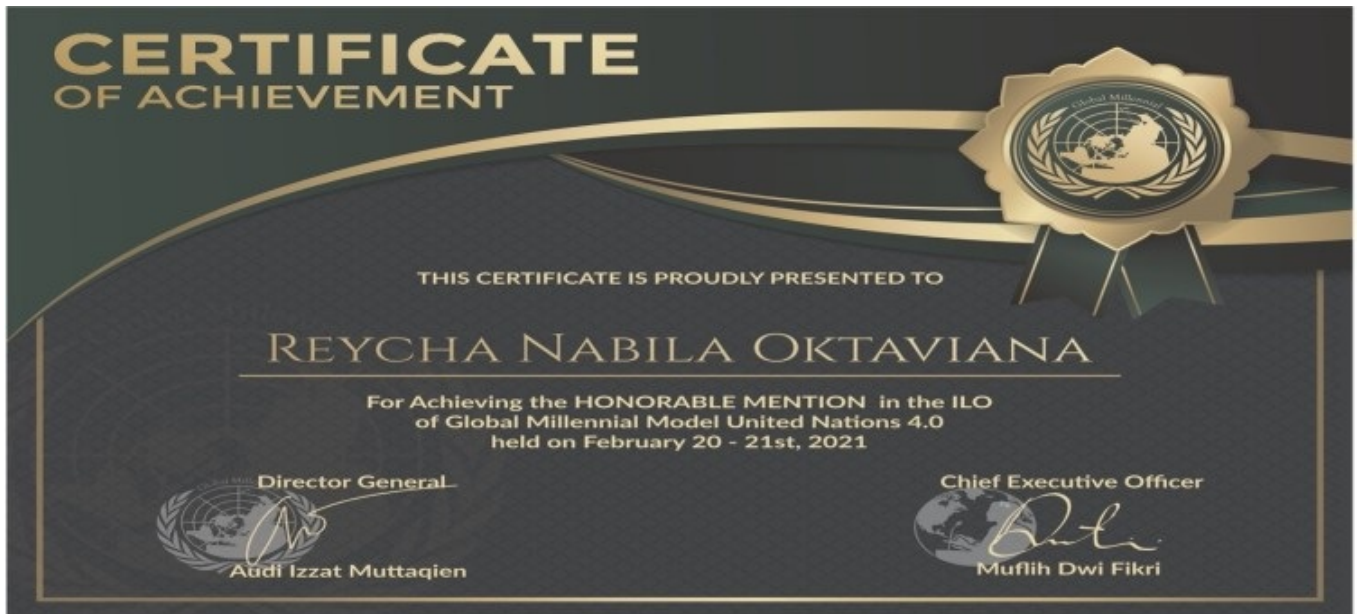 CERTIFICATE
OF ACHIEVEMENT
Global Millennial
THIS CERTIFICATE IS PROUDLY PRESENTED TO
REYCHA NABILA OKTAVIANA
For Achieving the HONORABLE MENTION in the ILO
of Global Millennial Model United Nations 4.0
held on February 20 - 21st, 2021
Director General
Audi Izzat Muttaqien
Chief Executive Officer
Muflih Dwi Fikri